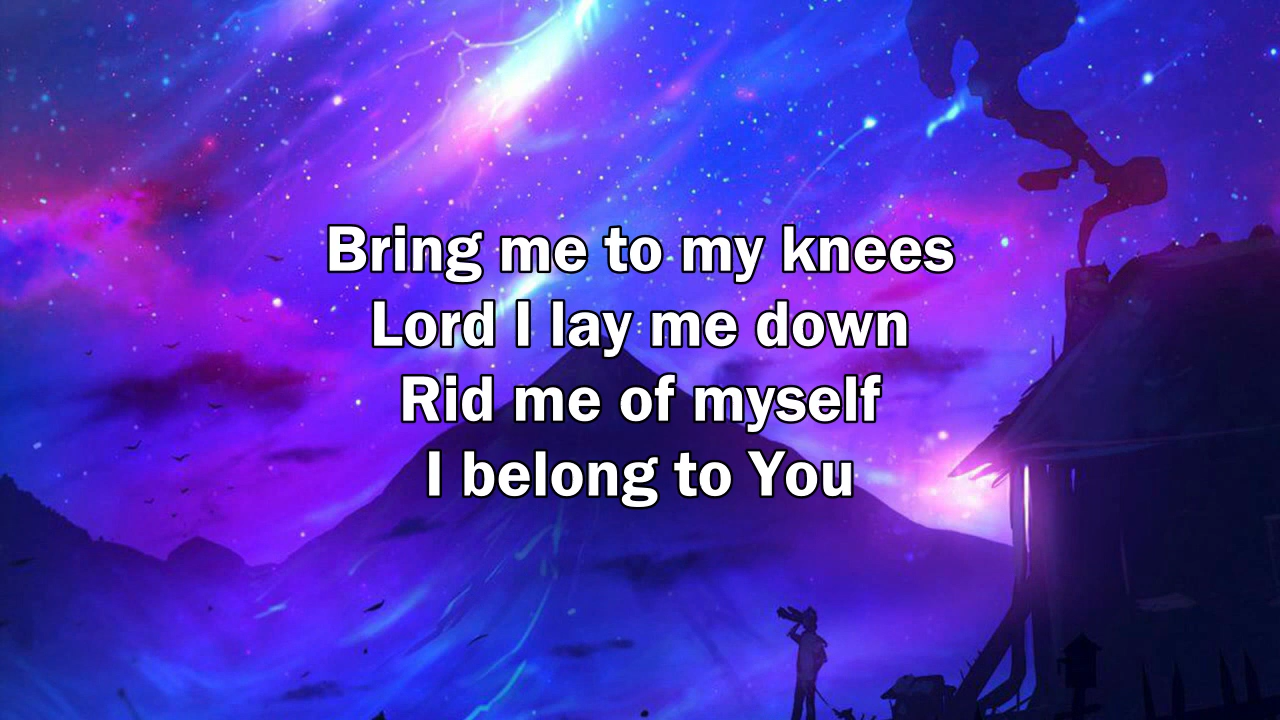 Bring me to my knees
Lord I lay me down
Rid me of myself
I belong to You